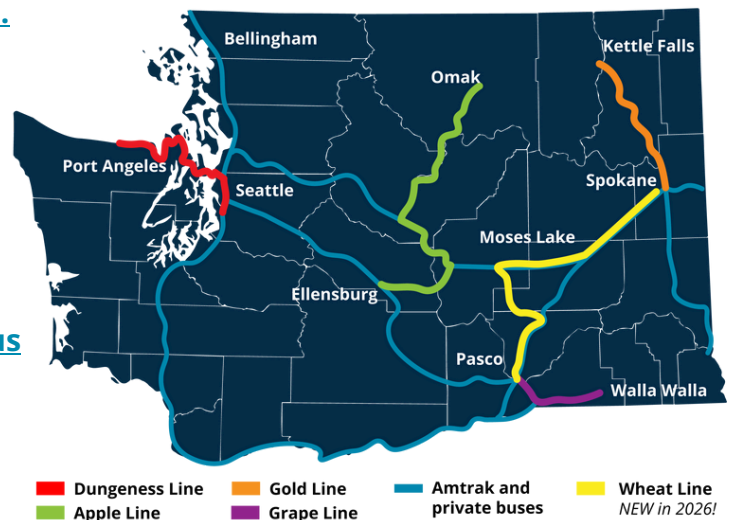 Bellingham
Kettle Falls
Omak
Port Angeles
Spokane
Seattle
Moses Lake
Ellensburg
Pasco
Walla Walla
Dungeness Line
Apple Line
Gold Line
Grape Line
Amtrak and
private buses
Wheat Line
NEW in 2026!